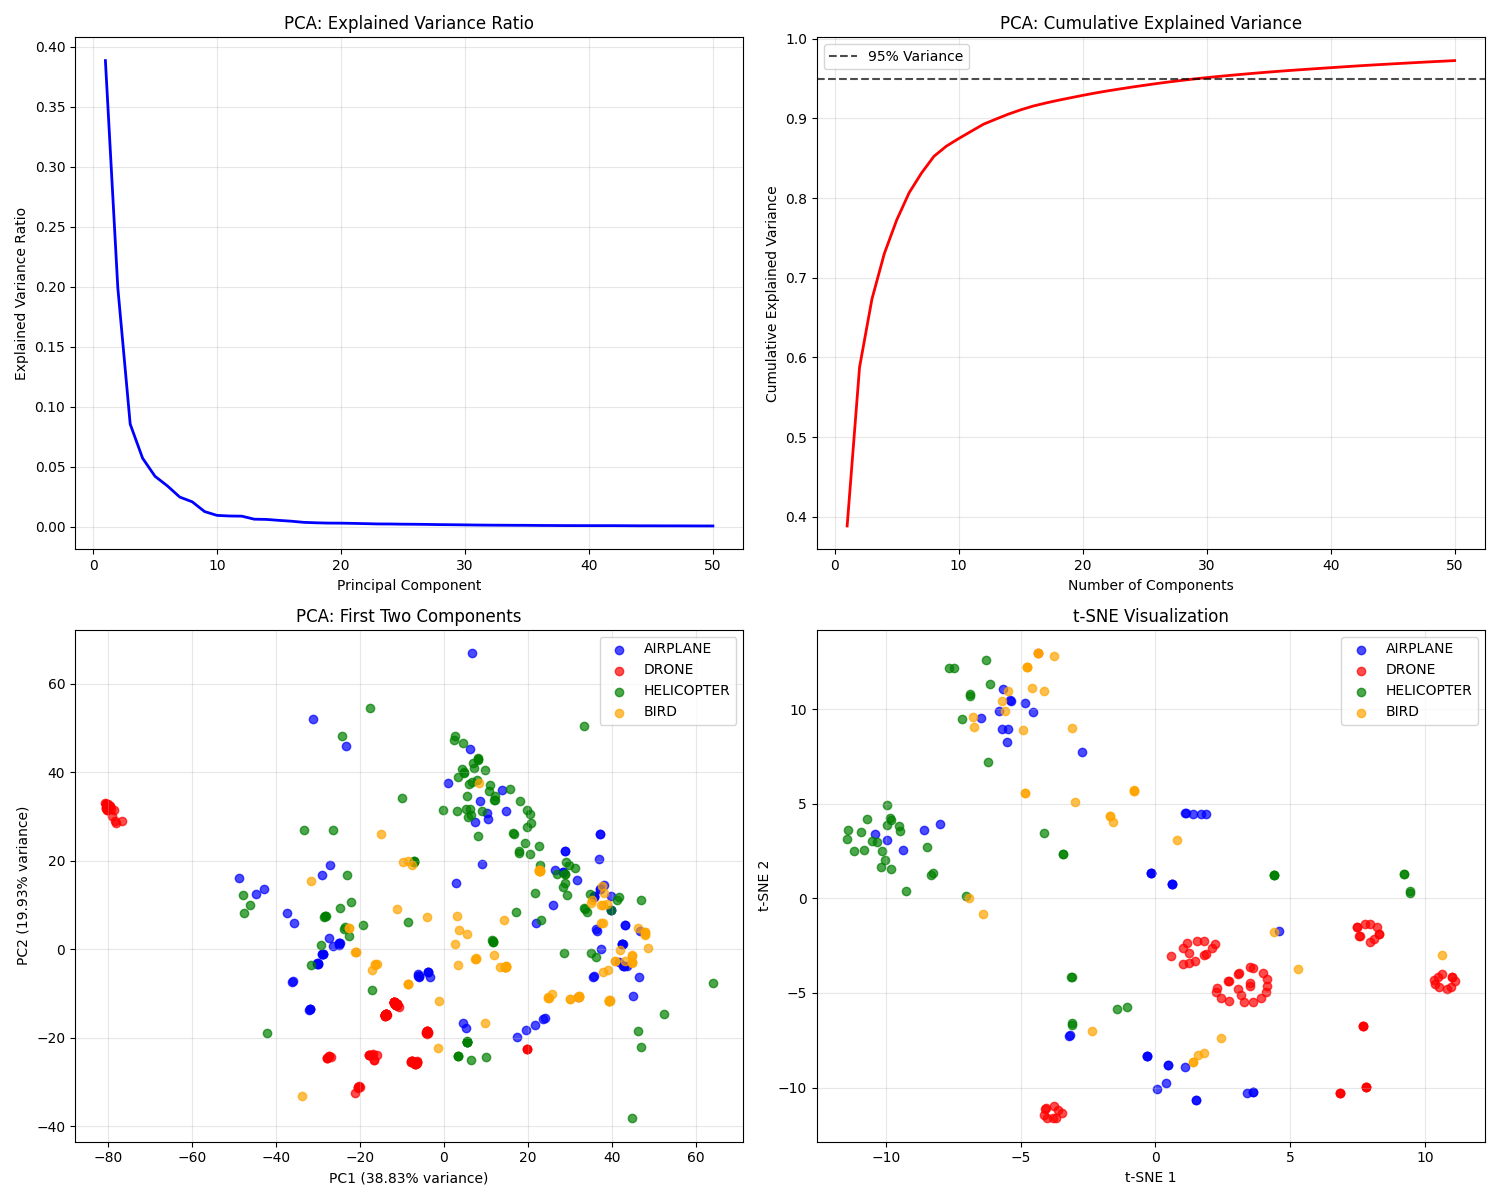 PCA: Explained Variance Ratio
0.40
0.35
0.30
0.25
0.20
0.15
0.10
0.05
0.00
Explained Variance Ratio
0 10 20 30 40 50
Principal Component
PCA: Cumulative Explained Variance
95% Variance
1.0
0.9
0.8
0.7
0.6
0.5
0.4
Cumulative Explained Variance
0 10 20 30 40 50
Number of Components
PCA: First Two Components
AIRPLANE
DRONE
HELICOPTER
BIRD
60
40
20
0
−20
−40
PC2 (19.93% variance)
−80 −60 −40 −20 0 20 40 60
PC1 (38.83% variance)
t-SNE Visualization
AIRPLANE
DRONE
HELICOPTER
BIRD
10
5
0
−5
−10
t-SNE 2
−10 −5 0 5 10
t-SNE 1